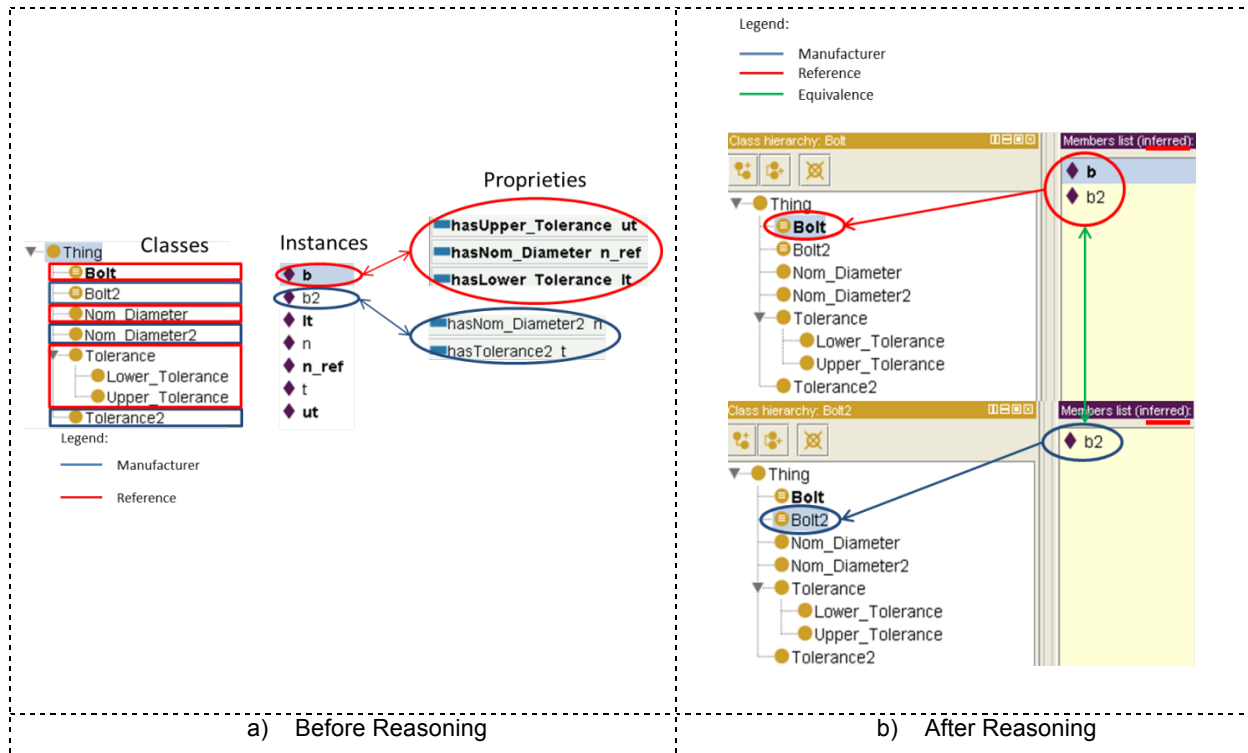 Proprieties
Classes
Instances
Thing
Bolt
Bolt2
Nom_Diameter
Nom_Diameter2
Tolerance
Lower_Tolerance
Upper_Tolerance
Tolerance2
b
b2
lt
n
n_ref
t
ut
hasUpper_Tolerance ut
hasNom_Diameter n_ref
hasLower Tolerance lt
hasNom_Diameter2 n
hasTolerance2 t
Legend:
Manufacturer
Reference
a) Before Reasoning
Legend:
Manufacturer
Reference
Equivalence
Class hierarchy: Bolt
Members list (inferred):
Thing
Bolt
Bolt2
Nom_Diameter
Nom_Diameter2
Tolerance
Lower_Tolerance
Upper_Tolerance
Tolerance2
b
b2
Class hierarchy: Bolt2
Members list (inferred):
Thing
Bolt
Bolt2
Nom_Diameter
Nom_Diameter2
Tolerance
Lower_Tolerance
Upper_Tolerance
Tolerance2
b2
b) After Reasoning